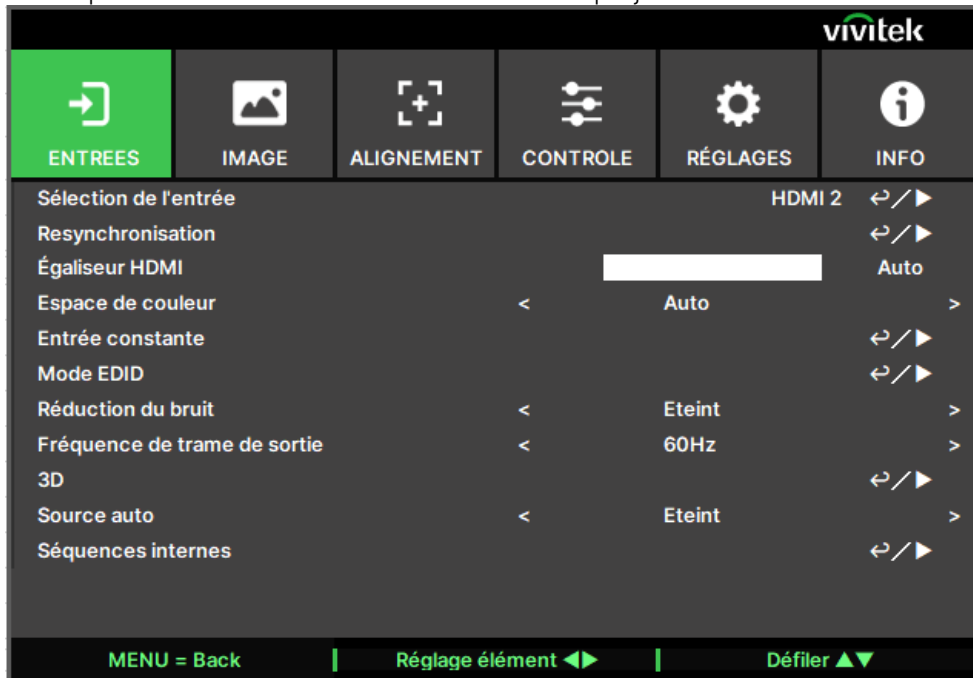 vivitek
ENTREES IMAGE ALIGNEMENT CONTROLE RÉGLAGES INFO
Sélection de l'entrée HDMI 2 ↩/▶
Resynchronisation ↩/▶
Égaliseur HDMI Auto
Espace de couleur < Auto >
Entrée constante ↩/▶
Mode EDID ↩/▶
Réduction du bruit < Eteint >
Fréquence de trame de sortie < 60Hz >
3D ↩/▶
Source auto < Eteint >
Séquences internes ↩/▶
MENU = Back Réglage élément ◀▶ Défiler ▲▼